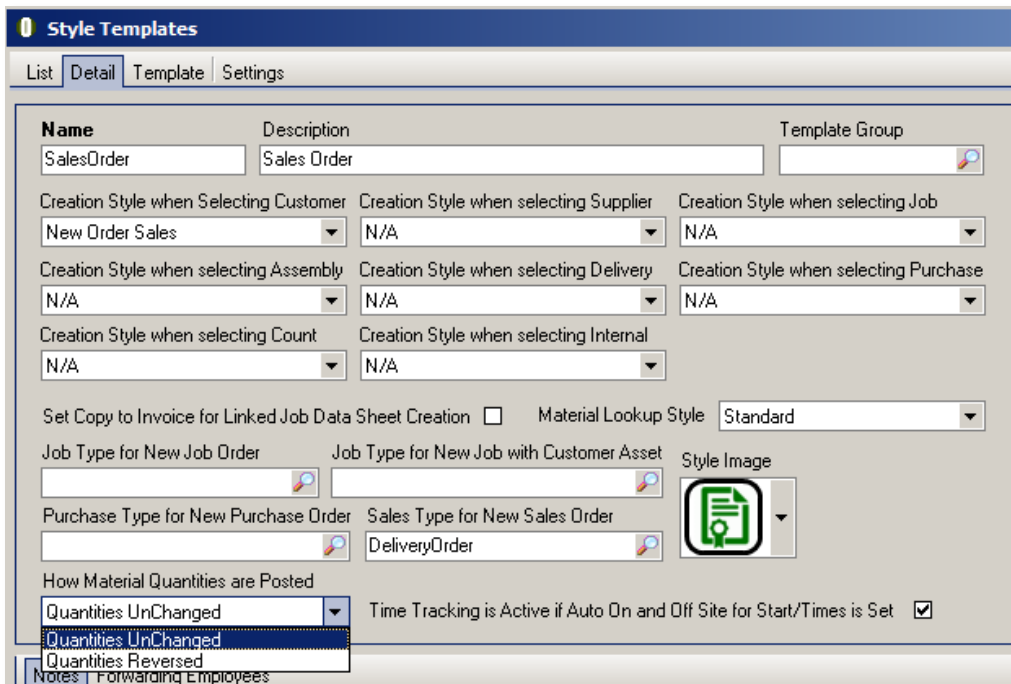 Style Templates
List Detail Template Settings
Name Description Template Group
SalesOrder Sales Order
Creation Style when Selecting Customer Creation Style when selecting Supplier Creation Style when selecting Job
New Order Sales N/A N/A
Creation Style when selecting Assembly Creation Style when selecting Delivery Creation Style when selecting Purchase
N/A N/A N/A
Creation Style when selecting Count Creation Style when selecting Internal
N/A N/A
Set Copy to Invoice for Linked Job Data Sheet Creation Material Lookup Style Standard
Job Type for New Job Order Job Type for New Job with Customer Asset Style Image
Purchase Type for New Purchase Order Sales Type for New Sales Order
DeliveryOrder
How Material Quantities are Posted
Quantities UnChanged Time Tracking is Active if Auto On and Off Site for Start/Times is Set
Quantities UnChanged
Quantities Reversed
Notes Forwarding Employees